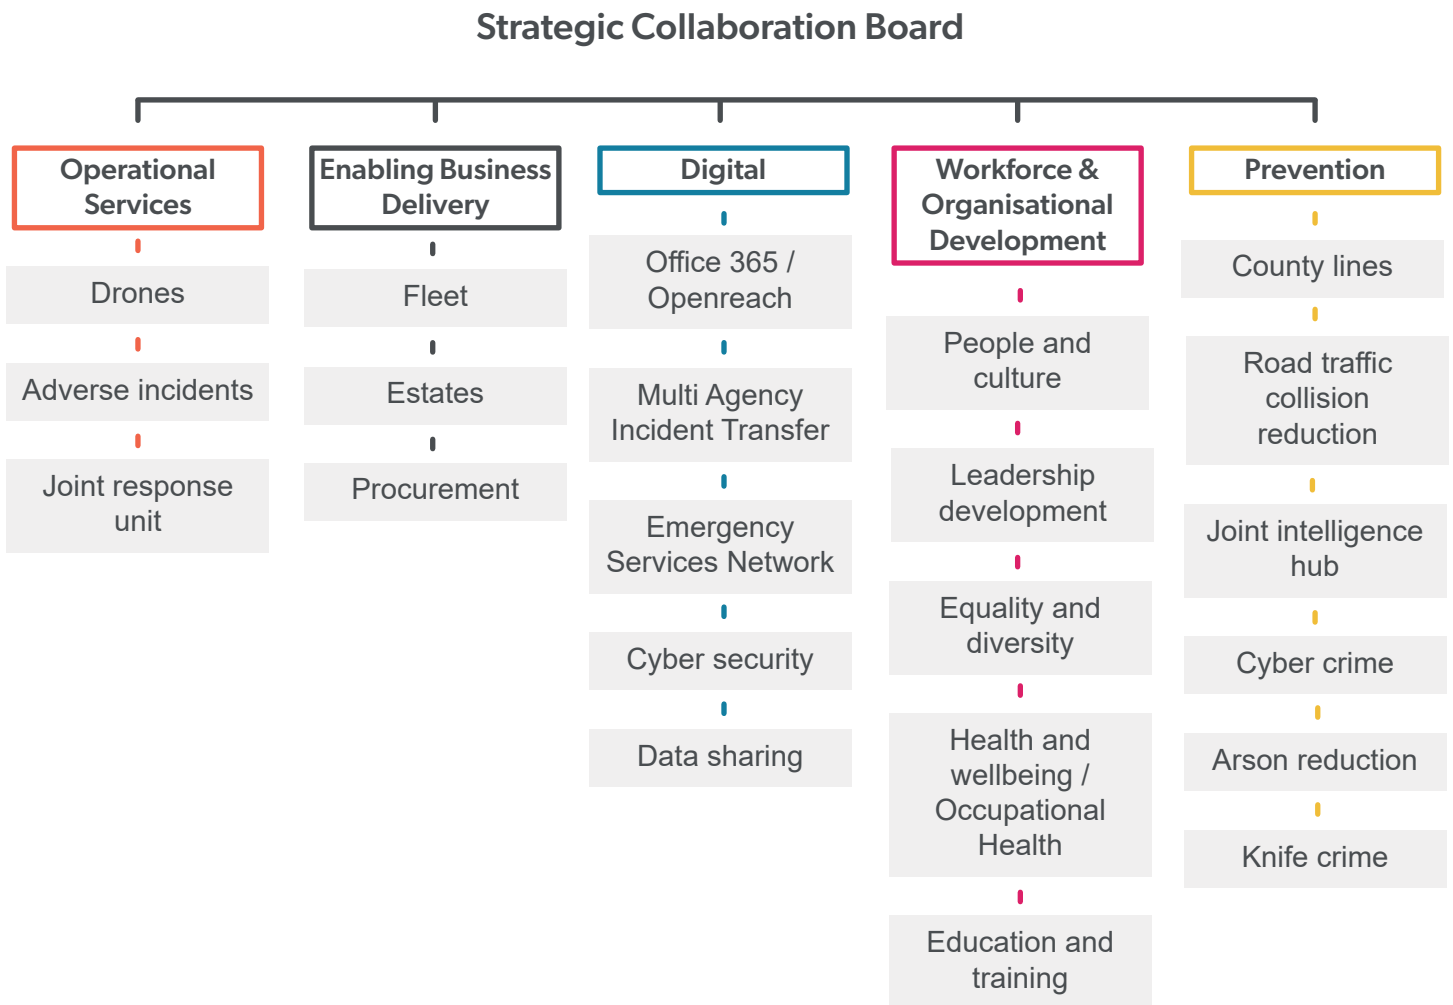 Strategic Collaboration Board
Operational
Services
Drones
Adverse incidents
Joint response
unit
Enabling Business
Delivery
Fleet
Estates
Procurement
Digital
Office 365 /
Openreach
Multi Agency
Incident Transfer
Emergency
Services Network
Cyber security
Data sharing
Workforce &
Organisational
Development
People and
culture
Leadership
development
Equality and
diversity
Health and
wellbeing /
Occupational
Health
Education and
training
Prevention
County lines
Road traffic
collision
reduction
Joint intelligence
hub
Cyber crime
Arson reduction
Knife crime